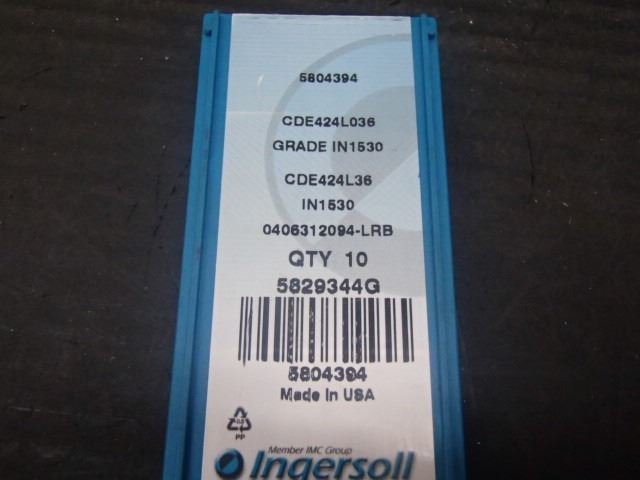 5804394
CDE424L036
GRADE IN1530
CDE424L36
IN1530
0406312094-LRB
QTY 10
5829344G
5804394
Made In USA
PP
Member IMC Group
Ingersoll